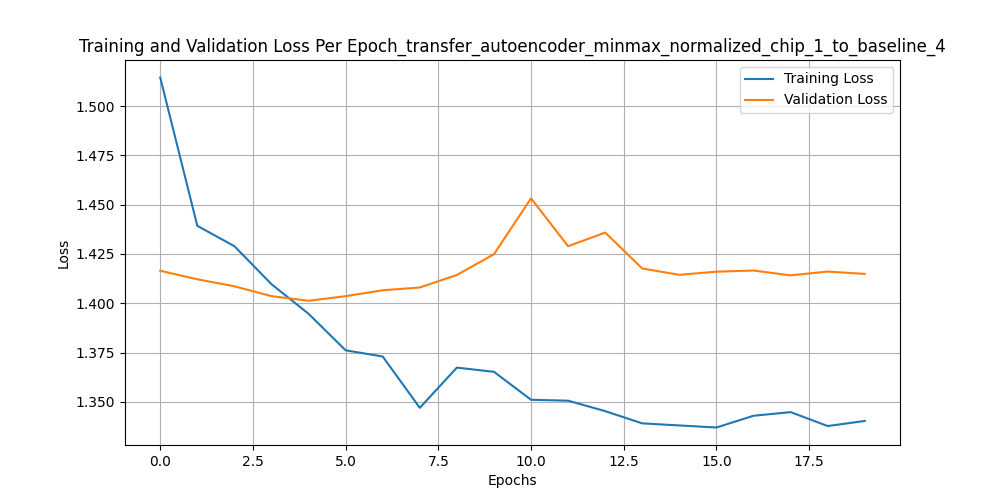 Training and Validation Loss Per Epoch_transfer_autoencoder_minmax_normalized_chip_1_to_baseline_4
Training Loss
Validation Loss
1.500
1.475
1.450
1.425
1.400
1.375
1.350
Loss
0.0 2.5 5.0 7.5 10.0 12.5 15.0 17.5
Epochs